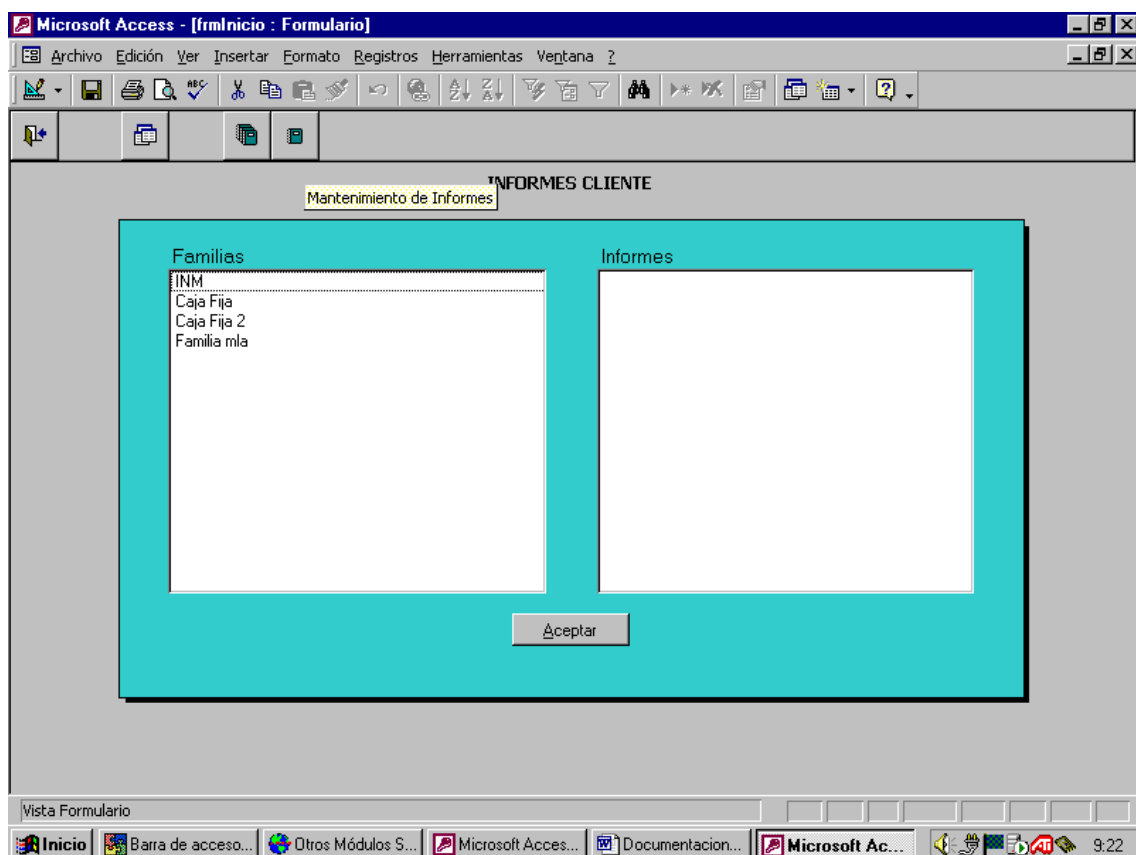 Microsoft Access - [frmInicio : Formulario]
Archivo Edición Ver Insertar Formato Registros Herramientas Ventana ?
INFORMES CLIENTE
Mantenimiento de Informes
Familias
Informes
INM
Caja Fija
Caja Fija 2
Familia mla
Aceptar
Vista Formulario
Inicio Barra de acceso... Otros Módulos S... Microsoft Acces... Documentacion... Microsoft Ac... 9:22